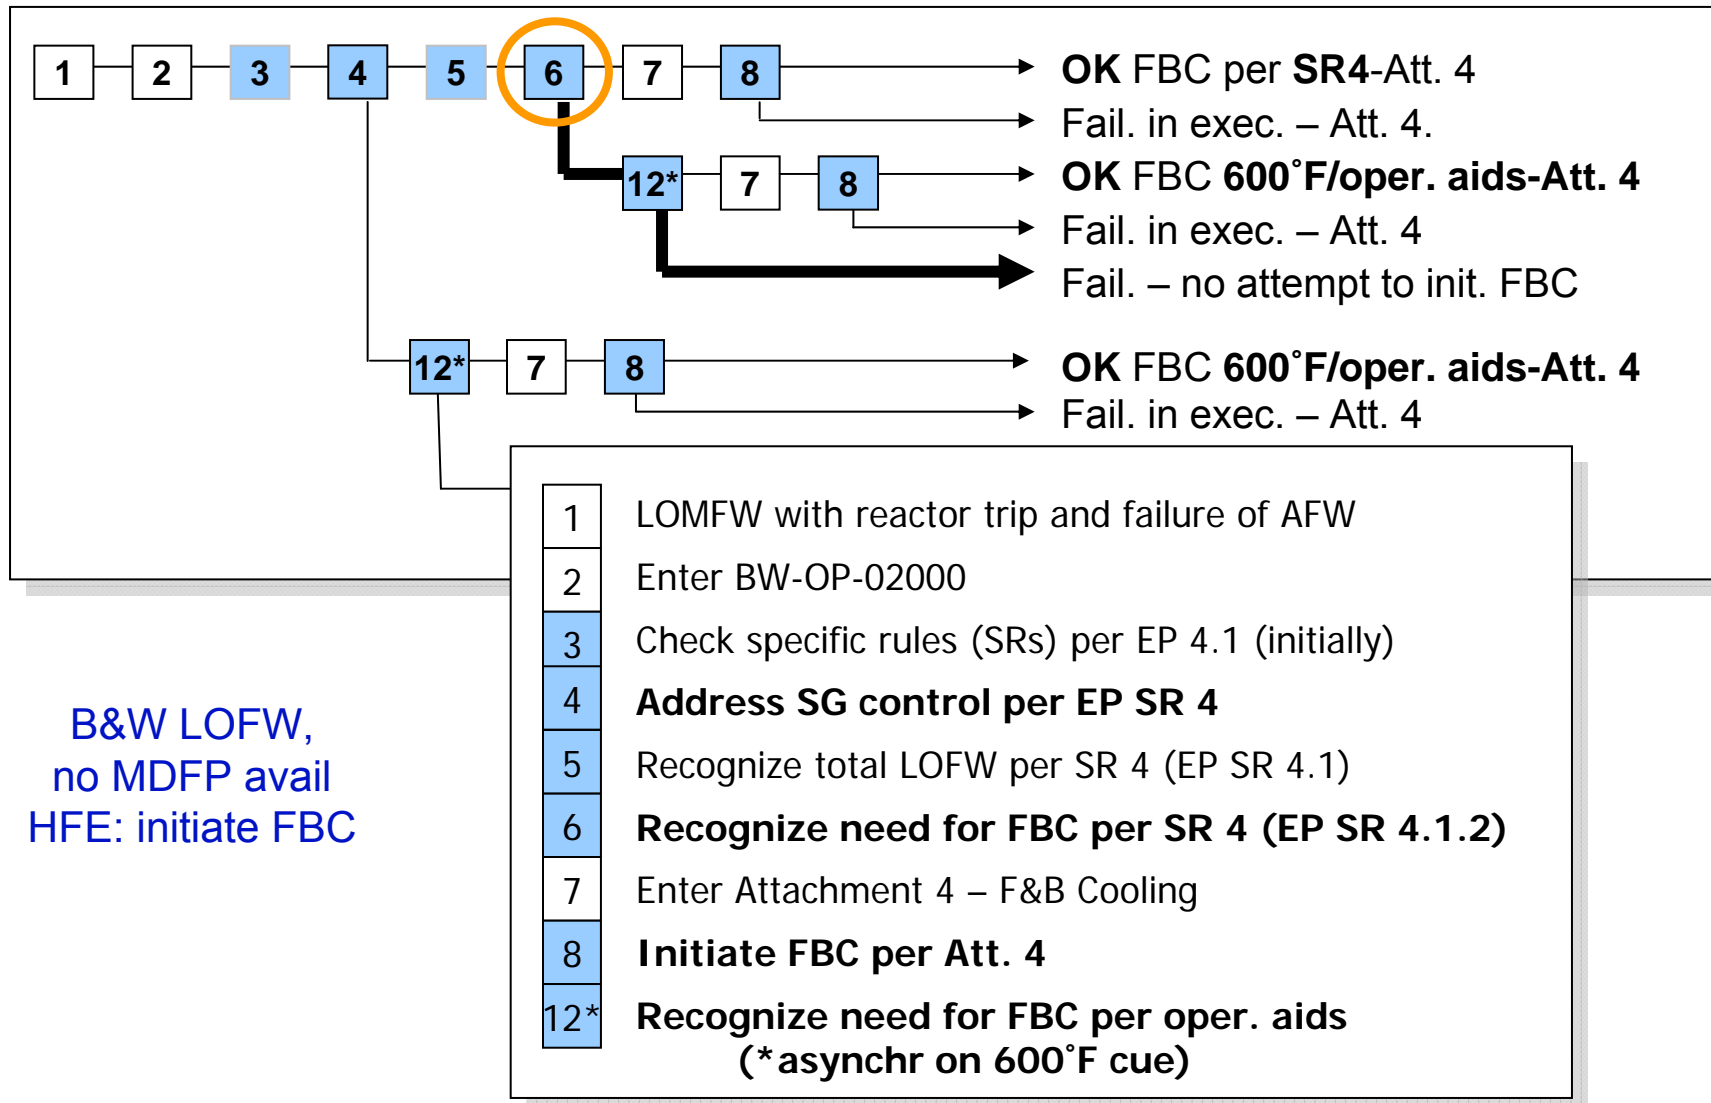 1 2 3 4 5 6 7 8 OK FBC per SR4-Att. 4
Fail. in exec. – Att. 4.
12* 7 8 OK FBC 600˚F/oper. aids-Att. 4
Fail. in exec. – Att. 4
Fail. – no attempt to init. FBC
12* 7 8 OK FBC 600˚F/oper. aids-Att. 4
Fail. in exec. – Att. 4
1 LOMFW with reactor trip and failure of AFW
2 Enter BW-OP-02000
3 Check specific rules (SRs) per EP 4.1 (initially)
4 Address SG control per EP SR 4
5 Recognize total LOFW per SR 4 (EP SR 4.1)
6 Recognize need for FBC per SR 4 (EP SR 4.1.2)
7 Enter Attachment 4 – F&B Cooling
8 Initiate FBC per Att. 4
12* Recognize need for FBC per oper. aids
(*asynchr on 600˚F cue)
B&W LOFW,
no MDFP avail
HFE: initiate FBC